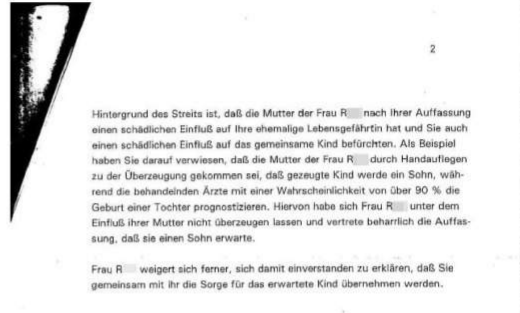 2
Hintergrund des Streits ist, daß die Mutter der Frau R nach Ihrer Auffassung
einen schädlichen Einfluß auf Ihre ehemalige Lebensgefährtin hat und Sie auch
einen schädlichen Einfluß auf das gemeinsame Kind befürchten. Als Beispiel
haben Sie darauf verwiesen, daß die Mutter der Frau R durch Handauflegen
zu der Überzeugung gekommen sei, daß gezeugte Kind werde ein Sohn, wäh-
rend die behandelnden Ärzte mit einer Wahrscheinlichkeit von über 90 % die
Geburt einer Tochter prognostizieren. Hiervon habe sich Frau R unter dem
Einfluß ihrer Mutter nicht überzeugen lassen und vertrete beharrlich die Auffas-
sung, daß sie einen Sohn erwarte.
Frau R weigert sich ferner, sich damit einverstanden zu erklären, daß Sie
gemeinsam mit ihr die Sorge für das erwartete Kind übernehmen werden.